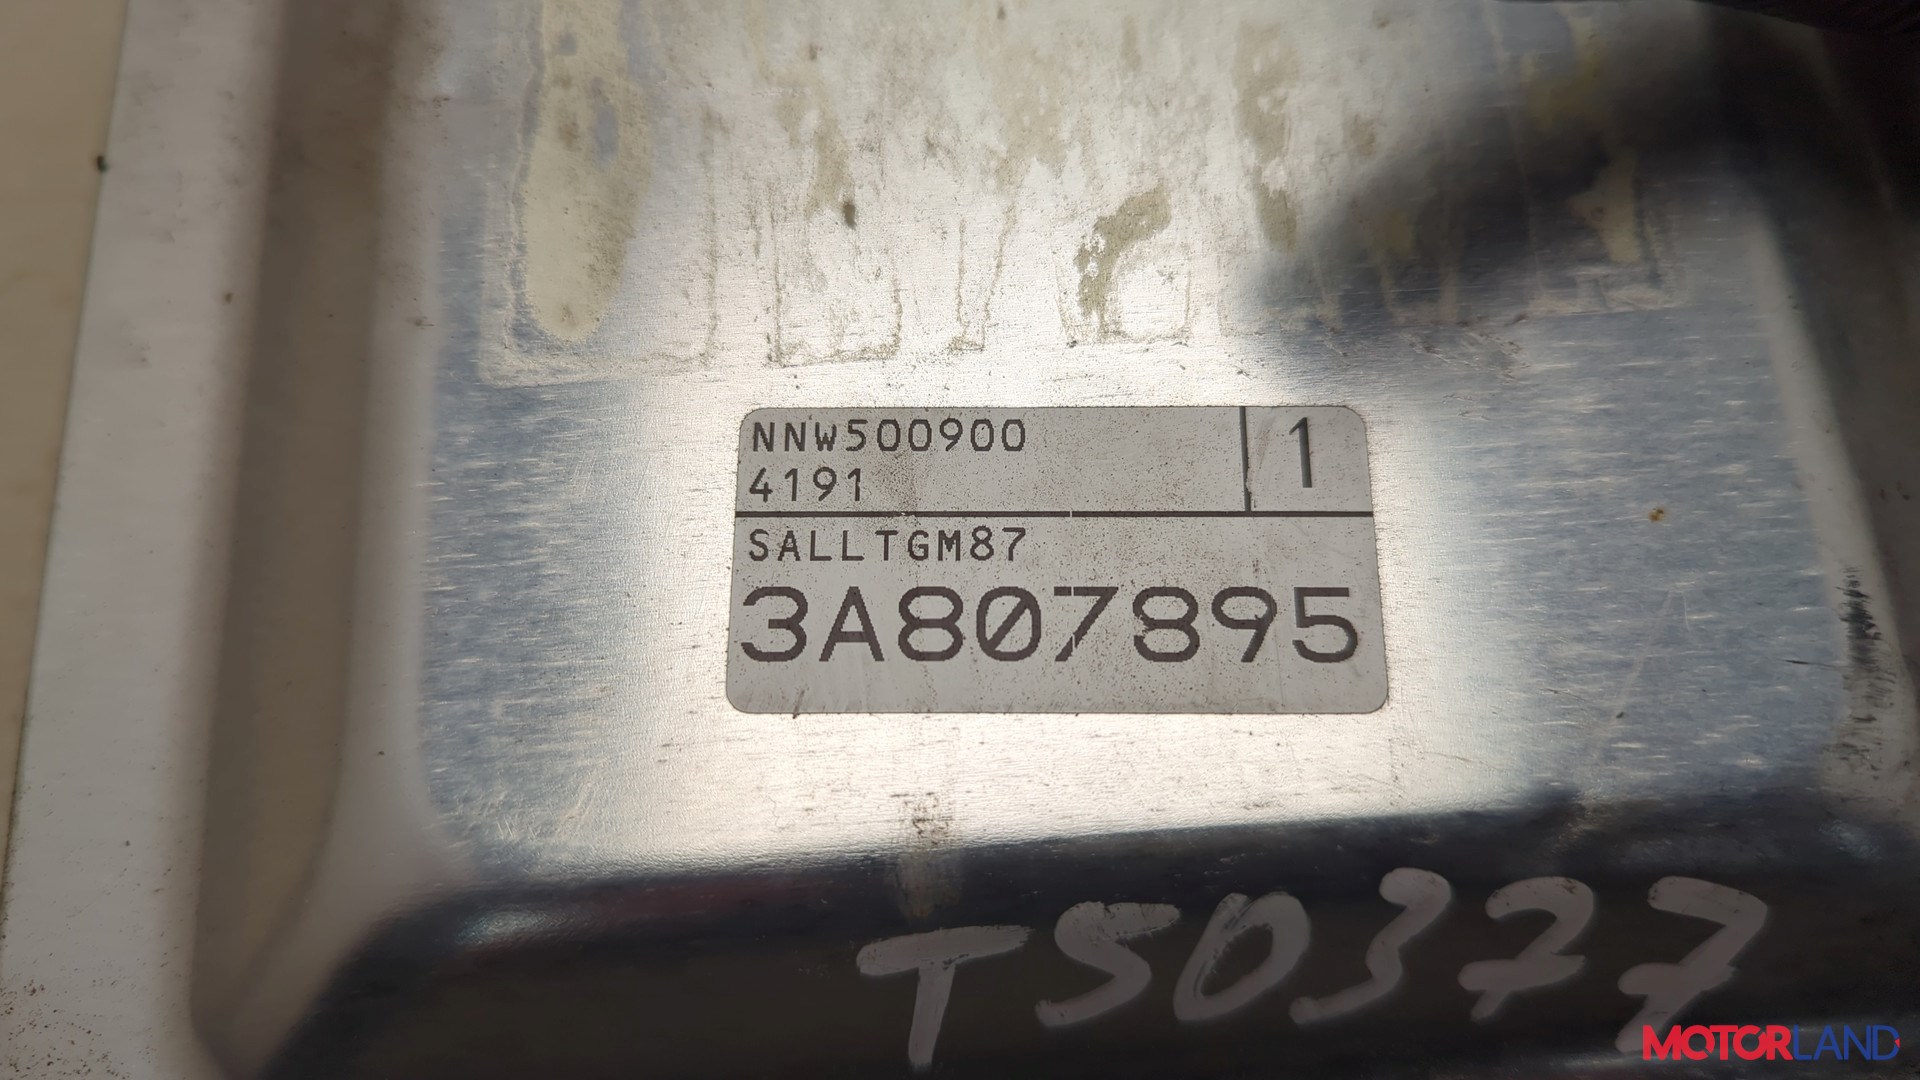 NNW500900
4191
1
SALLTGM87
3A807895
TS0377
MOTORLAND